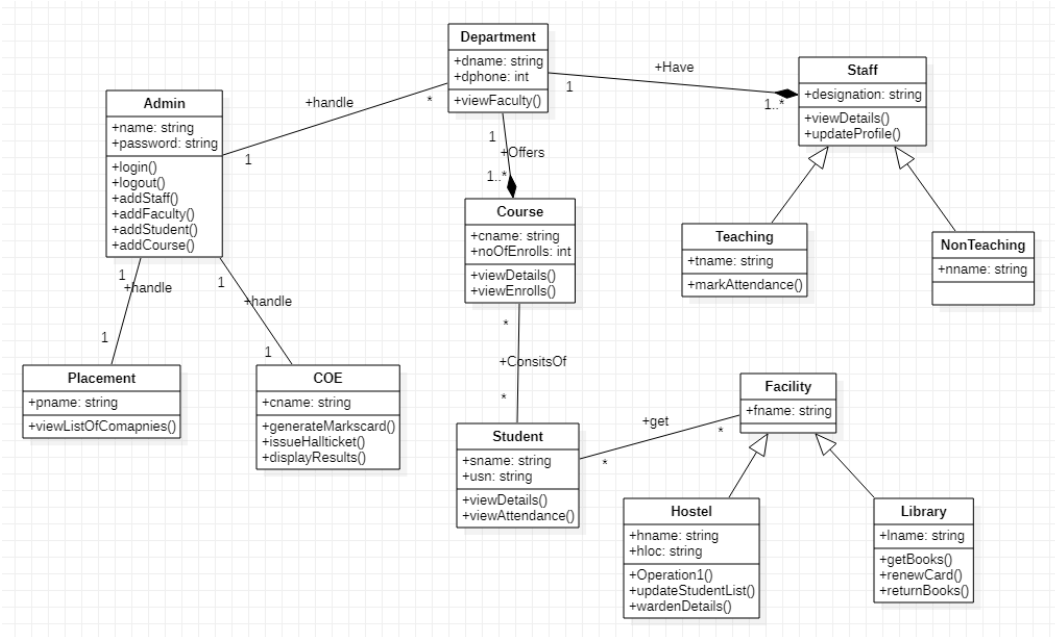 Department
+dname: string
+dphone: int
+viewFaculty()
+Have
1
1..*
Staff
+designation: string
+viewDetails()
+updateProfile()
Admin
+name: string
+password: string
+login()
+logout()
+addStaff()
+addFaculty()
+addStudent()
+addCourse()
+handle
*
1
1
+Offers
1..*
Course
+cname: string
+noOfEnrolls: int
+viewDetails()
+viewEnrolls()
Teaching
+tname: string
+markAttendance()
NonTeaching
+nname: string
1
+handle
1
1
+handle
1
*
+ConsitsOf
*
Placement
+pname: string
+viewListOfComapnies()
COE
+cname: string
+generateMarkscard()
+issueHallticket()
+displayResults()
Facility
+fname: string
+get
*
*
Student
+sname: string
+usn: string
+viewDetails()
+viewAttendance()
Hostel
+hname: string
+hloc: string
+Operation1()
+updateStudentList()
+wardenDetails()
Library
+lname: string
+getBooks()
+renewCard()
+returnBooks()